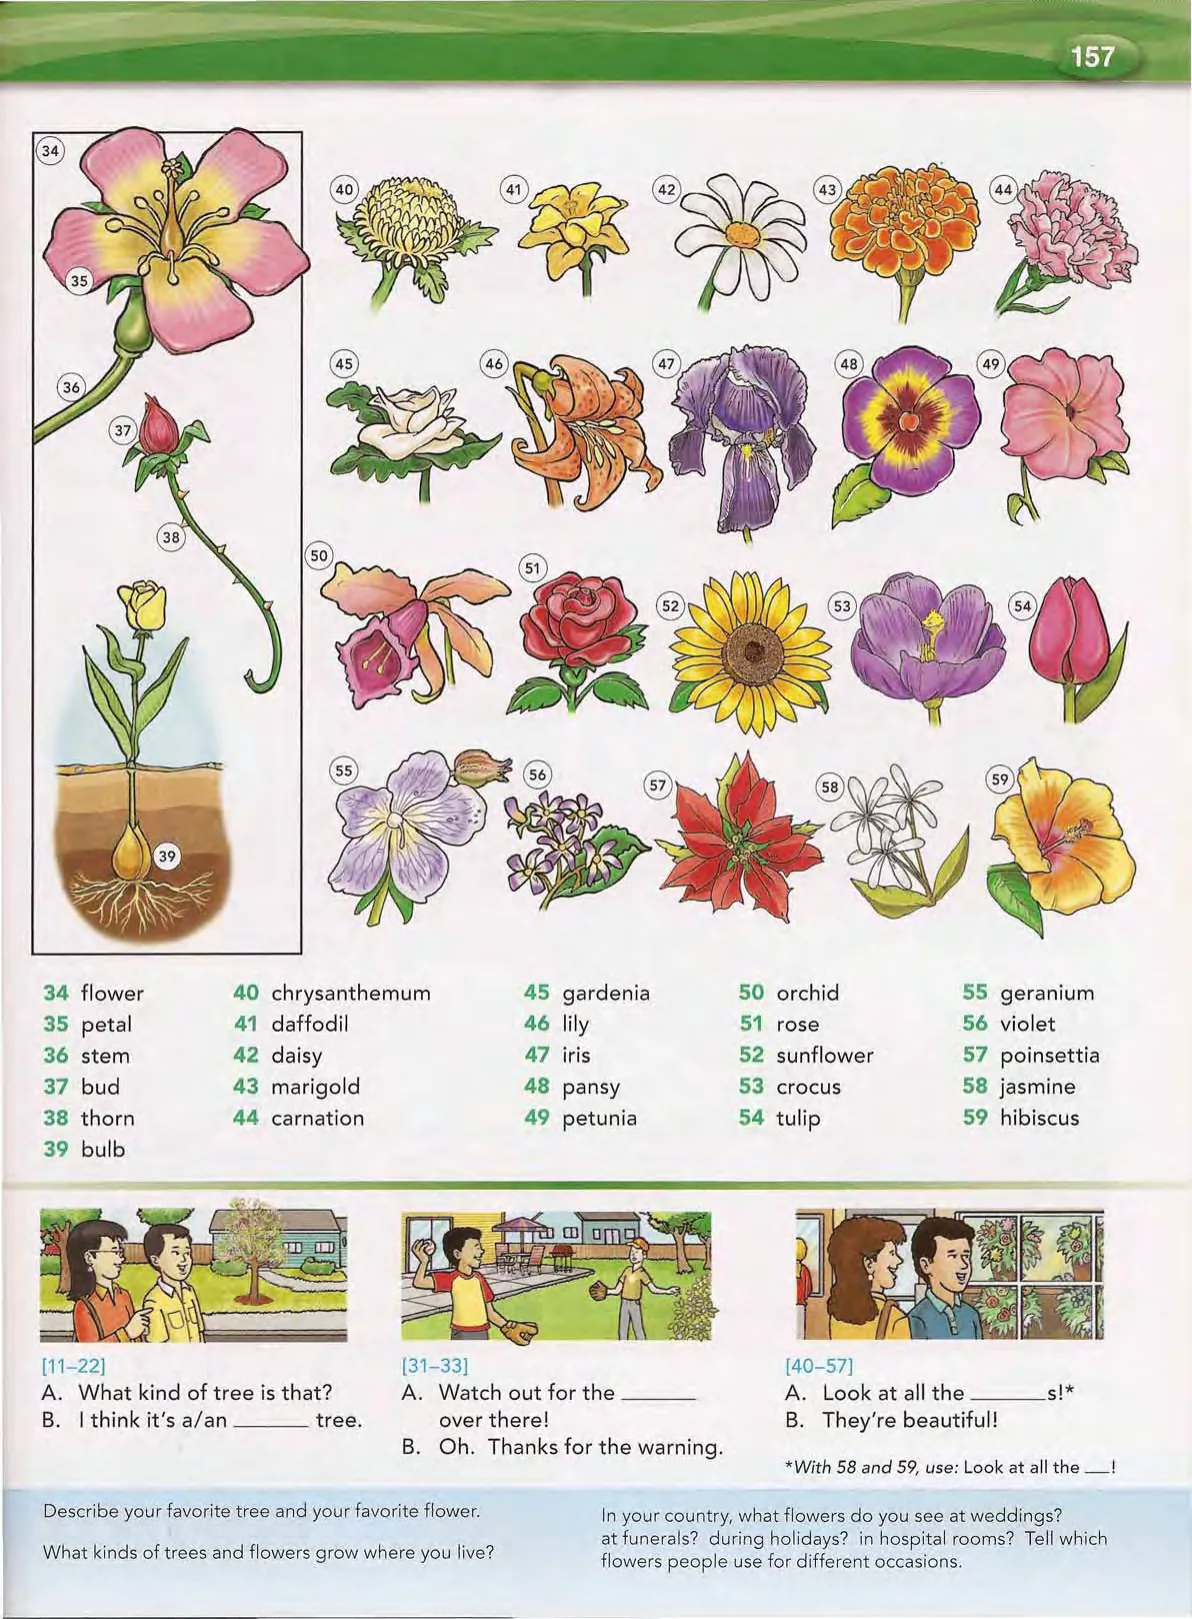 157
34
35
36
37
38
39
40
41
42
43
44
45
46
47
48
49
50
51
52
53
54
55
56
57
58
59
34 flower
35 petal
36 stem
37 bud
38 thorn
39 bulb
40 chrysanthemum
41 daffodil
42 daisy
43 marigold
44 carnation
45 gardenia
46 lily
47 iris
48 pansy
49 petunia
50 orchid
51 rose
52 sunflower
53 crocus
54 tulip
55 geranium
56 violet
57 poinsettia
58 jasmine
59 hibiscus
[11–22]
A. What kind of tree is that?
B. I think it's a/an ______ tree.
[31–33]
A. Watch out for the ______
over there!
B. Oh. Thanks for the warning.
[40–57]
A. Look at all the ______s!*
B. They're beautiful!
*With 58 and 59, use: Look at all the __!
Describe your favorite tree and your favorite flower.
What kinds of trees and flowers grow where you live?
In your country, what flowers do you see at weddings?
at funerals? during holidays? in hospital rooms? Tell which
flowers people use for different occasions.